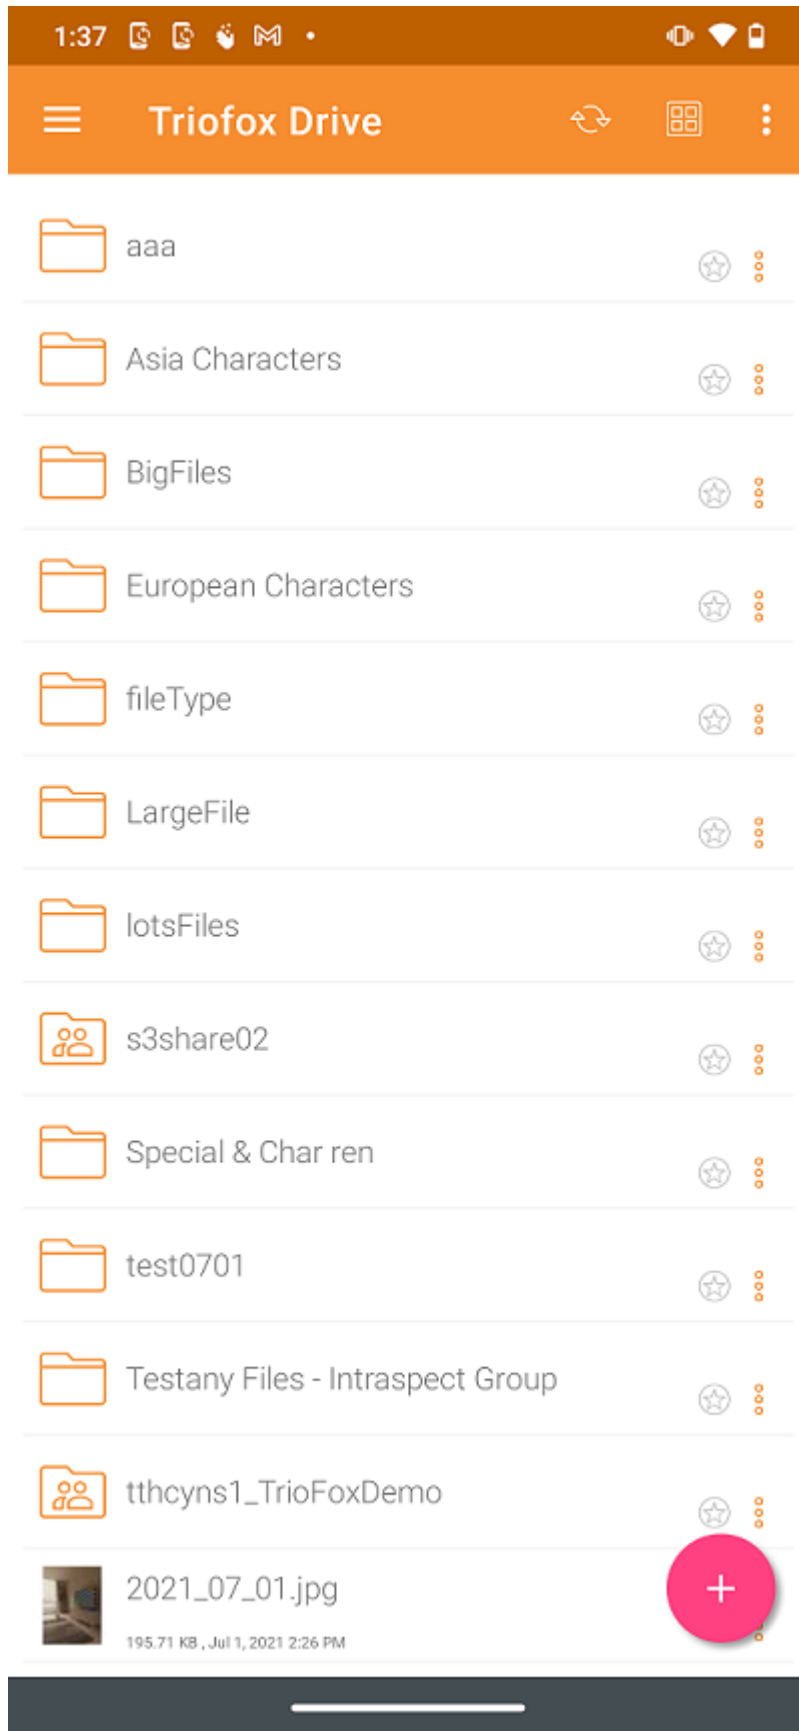 1:37
Triofox Drive
aaa
Asia Characters
BigFiles
European Characters
fileType
LargeFile
lotsFiles
s3share02
Special & Char ren
test0701
Testany Files - Intraspect Group
tthcyns1_TrioFoxDemo
2021_07_01.jpg
195.71 KB , Jul 1, 2021 2:26 PM